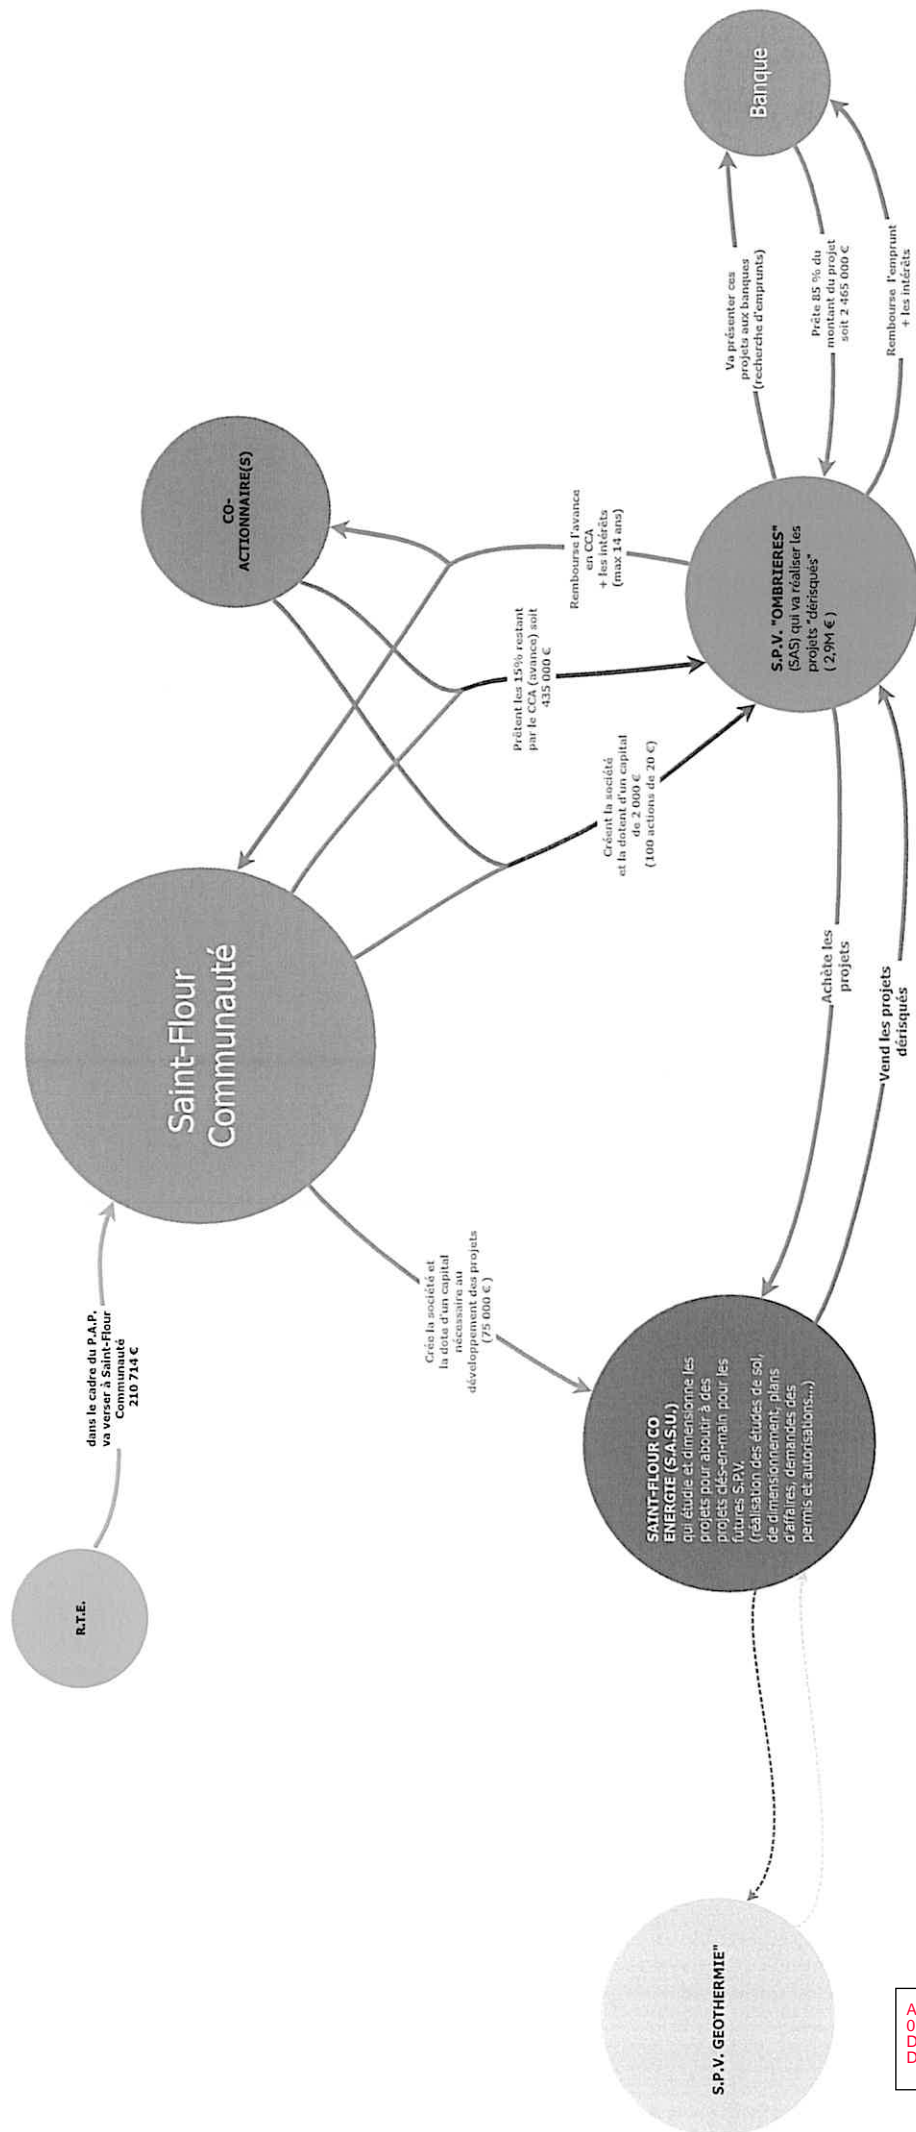 R.T.E.
dans le cadre du P.A.P.
va verser à Saint-Flour
Communauté
210 714 €
Saint-Flour
Communauté
CO-
ACTIONNAIRE(S)
Crée la société et
la dote d'un capital
nécessaire au
développement des projets
(75 000 €)
Créent la société
et la dotent d'un capital
de 2 000 €
(100 actions de 20 €)
Prêtent les 15% restant
par le CCA (avance) soit
435 000 €
Rembourse l'avance
en CCA
+ les intérêts
(max 14 ans)
S.P.V. GEOTHERMIE"
SAINT-FLOUR CO
ENERGIE (S.A.S.U.)
qui étudie et dimensionne les
projets pour aboutir à des
projets clés-en-main pour les
futures S.P.V.
(réalisation des études de sol,
de dimensionnement, plans
d'affaires, demandes des
permis et autorisations...)
Achète les
projets
Vend les projets
dérisqués
S.P.V. "OMBRIERES"
(SAS) qui va réaliser les
projets "dérisqués"
( 2,9M € )
Va présenter ces
projets aux banques
(recherche d'emprunts)
Prête 85 % du
montant du projet
soit 2 465 000 €
Rembourse l'emprunt
+ les intérêts
Banque
A
0
D
D